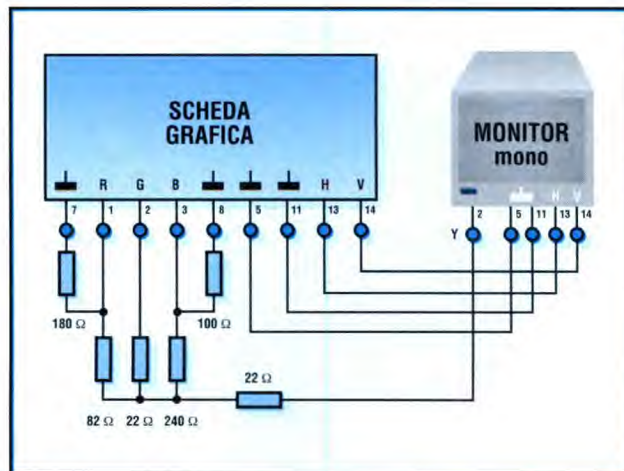 SCHEDA
GRAFICA
R G B H V
7 1 2 3 8 5 11 13 14
MONITOR
mono
H V
Y 2 5 11 13 14
180 Ω 100 Ω
22 Ω
82 Ω 22 Ω 240 Ω